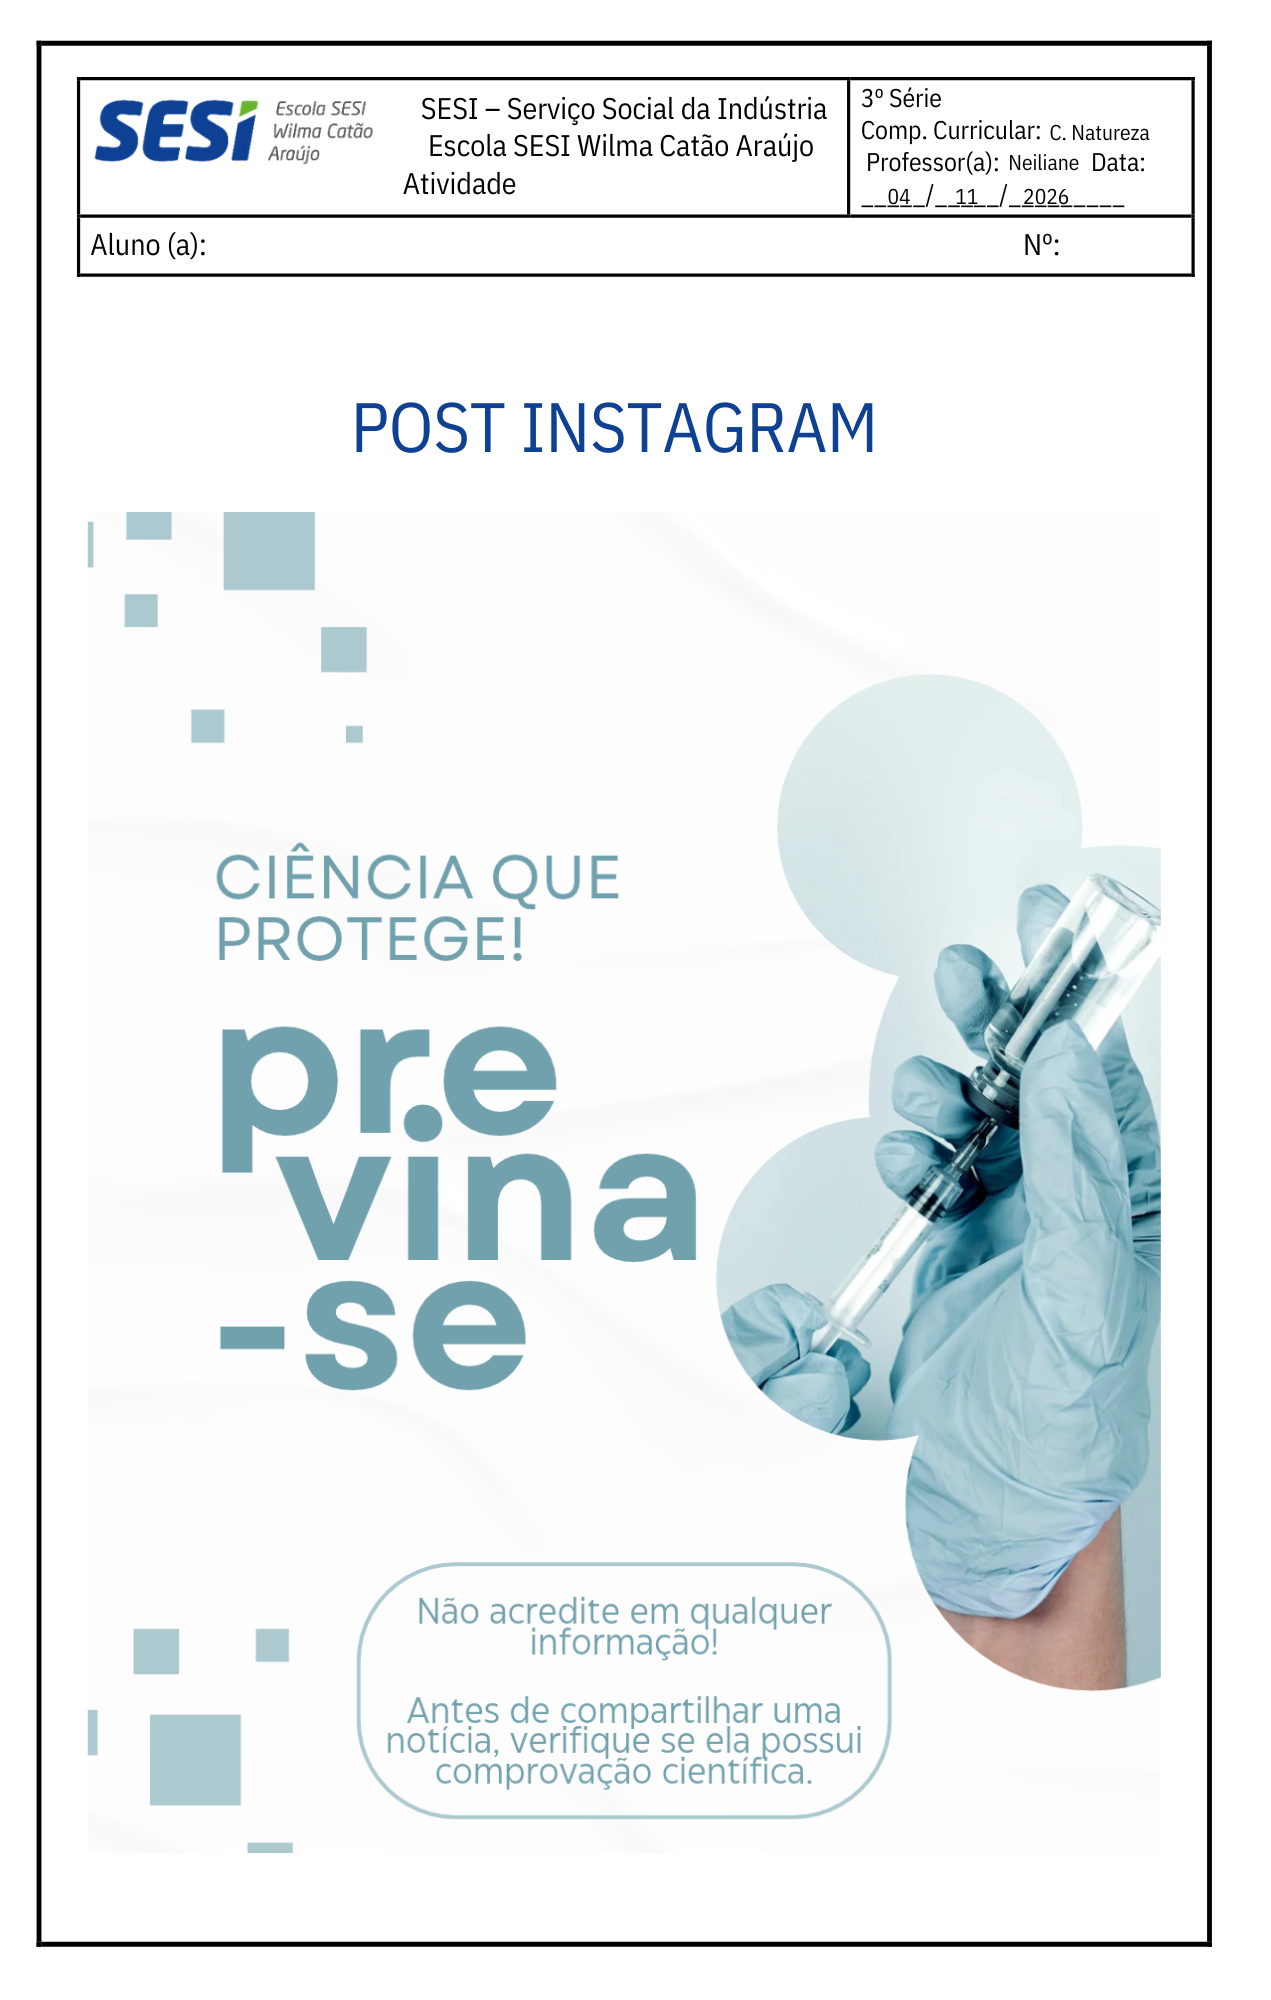 SESI
Escola SESI
Wilma Catão
Araújo
SESI – Serviço Social da Indústria
Escola SESI Wilma Catão Araújo
Atividade
3º Série
Comp. Curricular: C. Natureza
Professor(a): Neiliane Data:
__04_/__11__/_2026____
Aluno (a):
Nº:
POST INSTAGRAM
CIÊNCIA QUE
PROTEGE!
pre
vina
-se
Não acredite em qualquer
informação!
Antes de compartilhar uma
notícia, verifique se ela possui
comprovação científica.